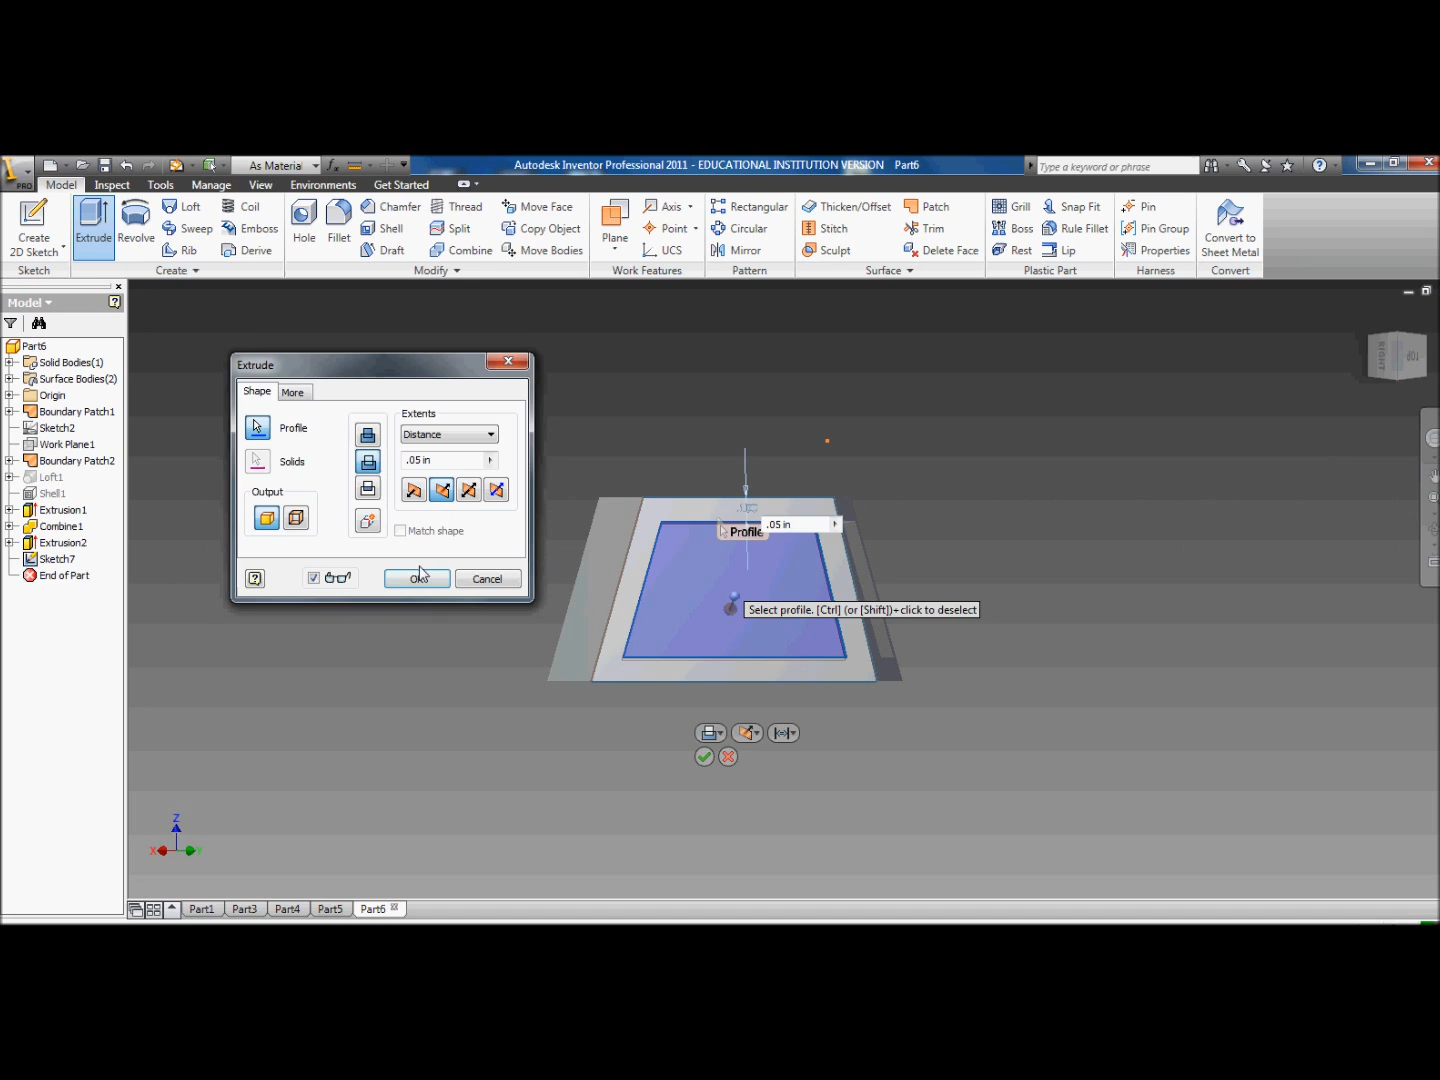 As Material
Autodesk Inventor Professional 2011 - EDUCATIONAL INSTITUTION VERSION Part6
Type a keyword or phrase
PRO
Model Inspect Tools Manage View Environments Get Started
Create 2D Sketch
Extrude
Revolve
Loft
Sweep
Rib
Coil
Emboss
Derive
Hole
Fillet
Chamfer
Shell
Draft
Thread
Split
Combine
Move Face
Copy Object
Move Bodies
Plane
Axis
Point
UCS
Rectangular
Circular
Mirror
Thicken/Offset
Stitch
Sculpt
Patch
Trim
Delete Face
Grill
Boss
Rest
Snap Fit
Rule Fillet
Lip
Pin
Pin Group
Properties
Convert to
Sheet Metal
Sketch Create Modify Work Features Pattern Surface Plastic Part Harness Convert
Model
Part6
Solid Bodies(1)
Surface Bodies(2)
Origin
Boundary Patch1
Sketch2
Work Plane1
Boundary Patch2
Loft1
Shell1
Extrusion1
Combine1
Extrusion2
Sketch7
End of Part
Extrude
Shape More
Profile
Solids
Output
Extents
Distance
.05 in
Match shape
Cancel
RIGHT
TOP
.05 in
Profile
Select profile. [Ctrl] (or [Shift])+click to deselect
Z
X
Y
Part1 Part3 Part4 Part5 Part6